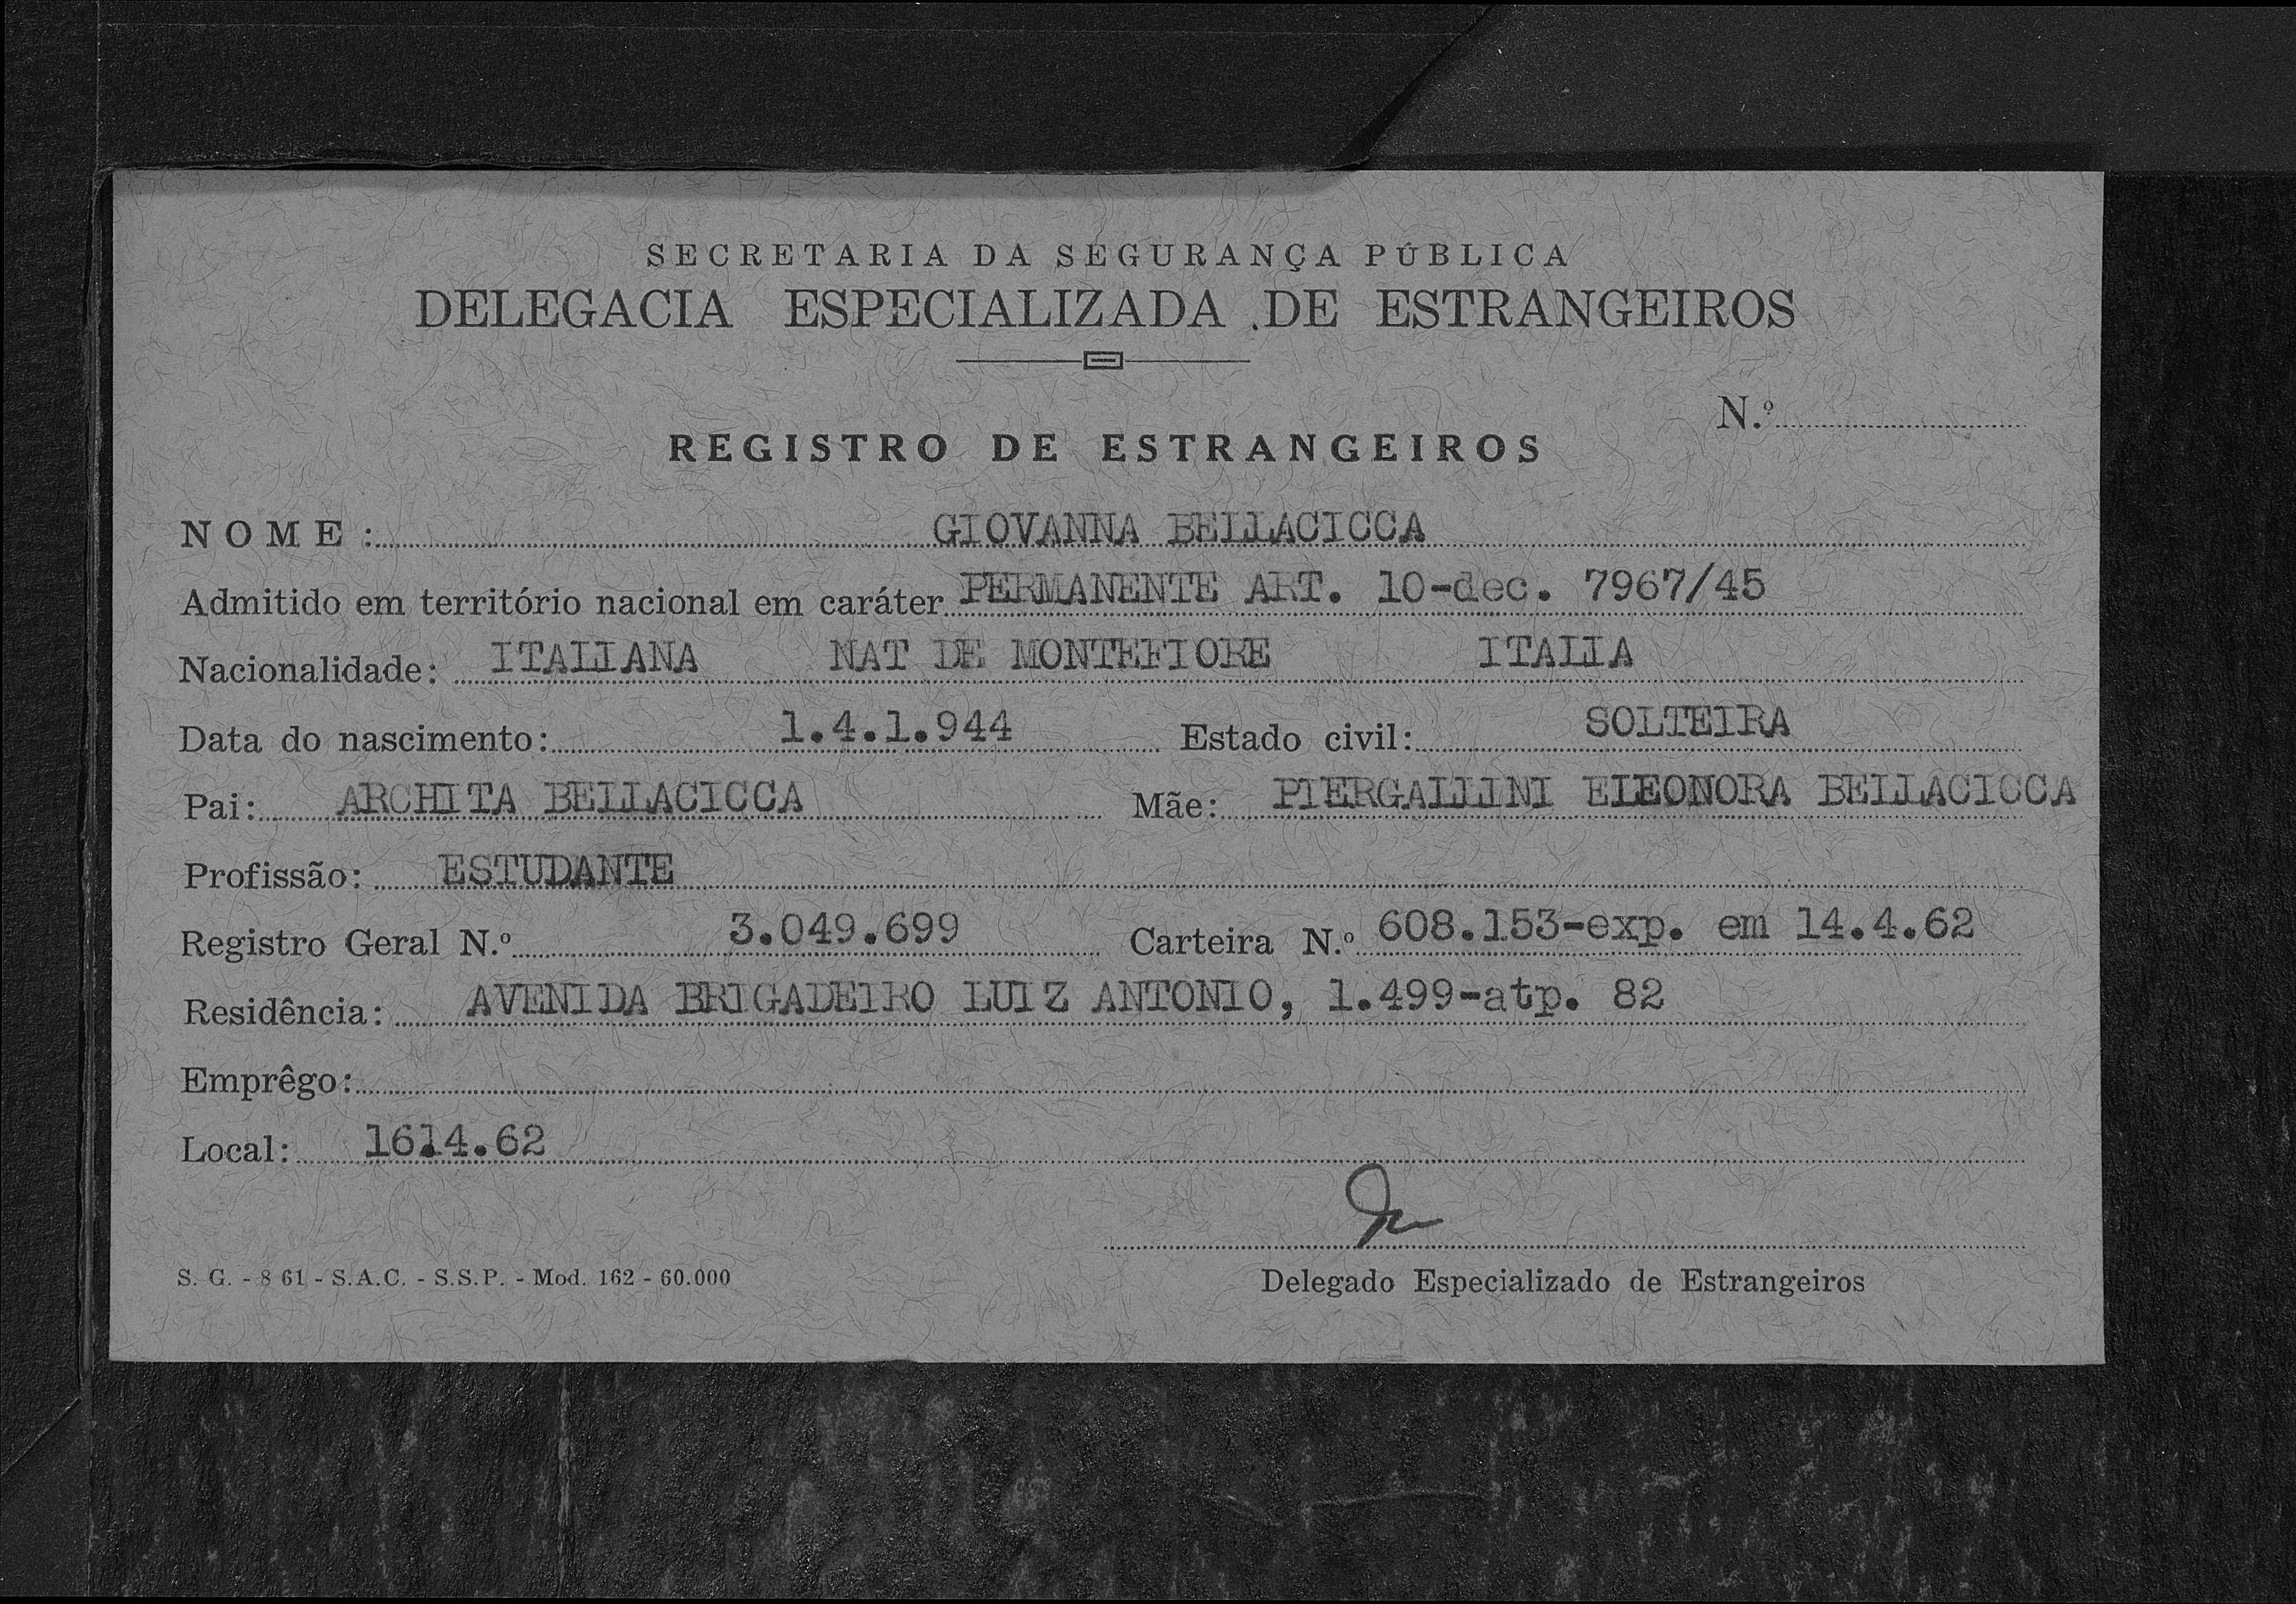 SECRETARIA DA SEGURANÇA PÚBLICA
DELEGACIA ESPECIALIZADA DE ESTRANGEIROS
N.º
REGISTRO DE ESTRANGEIROS
NOME: GIOVANNA BELLACICCA
Admitido em território nacional em caráter PERMANENTE ART. 10-dec. 7967/45
Nacionalidade: ITALIANA NAT DE MONTEFIORE ITALIA
Data do nascimento: 1.4.1.944 Estado civil: SOLTEIRA
Pai: ARCHITA BELLACICCA Mãe: PIERGALLINI ELEONORA BELLACICCA
Profissão: ESTUDANTE
Registro Geral N.º 3.049.699 Carteira N.º 608.153-exp. em 14.4.62
Residência: AVENIDA BRIGADEIRO LUIZ ANTONIO, 1.499-atp. 82
Emprêgo:
Local: 16.4.62
S. G. - 8 61 - S.A.C. - S.S.P. - Mod. 162 - 60.000
Delegado Especializado de Estrangeiros